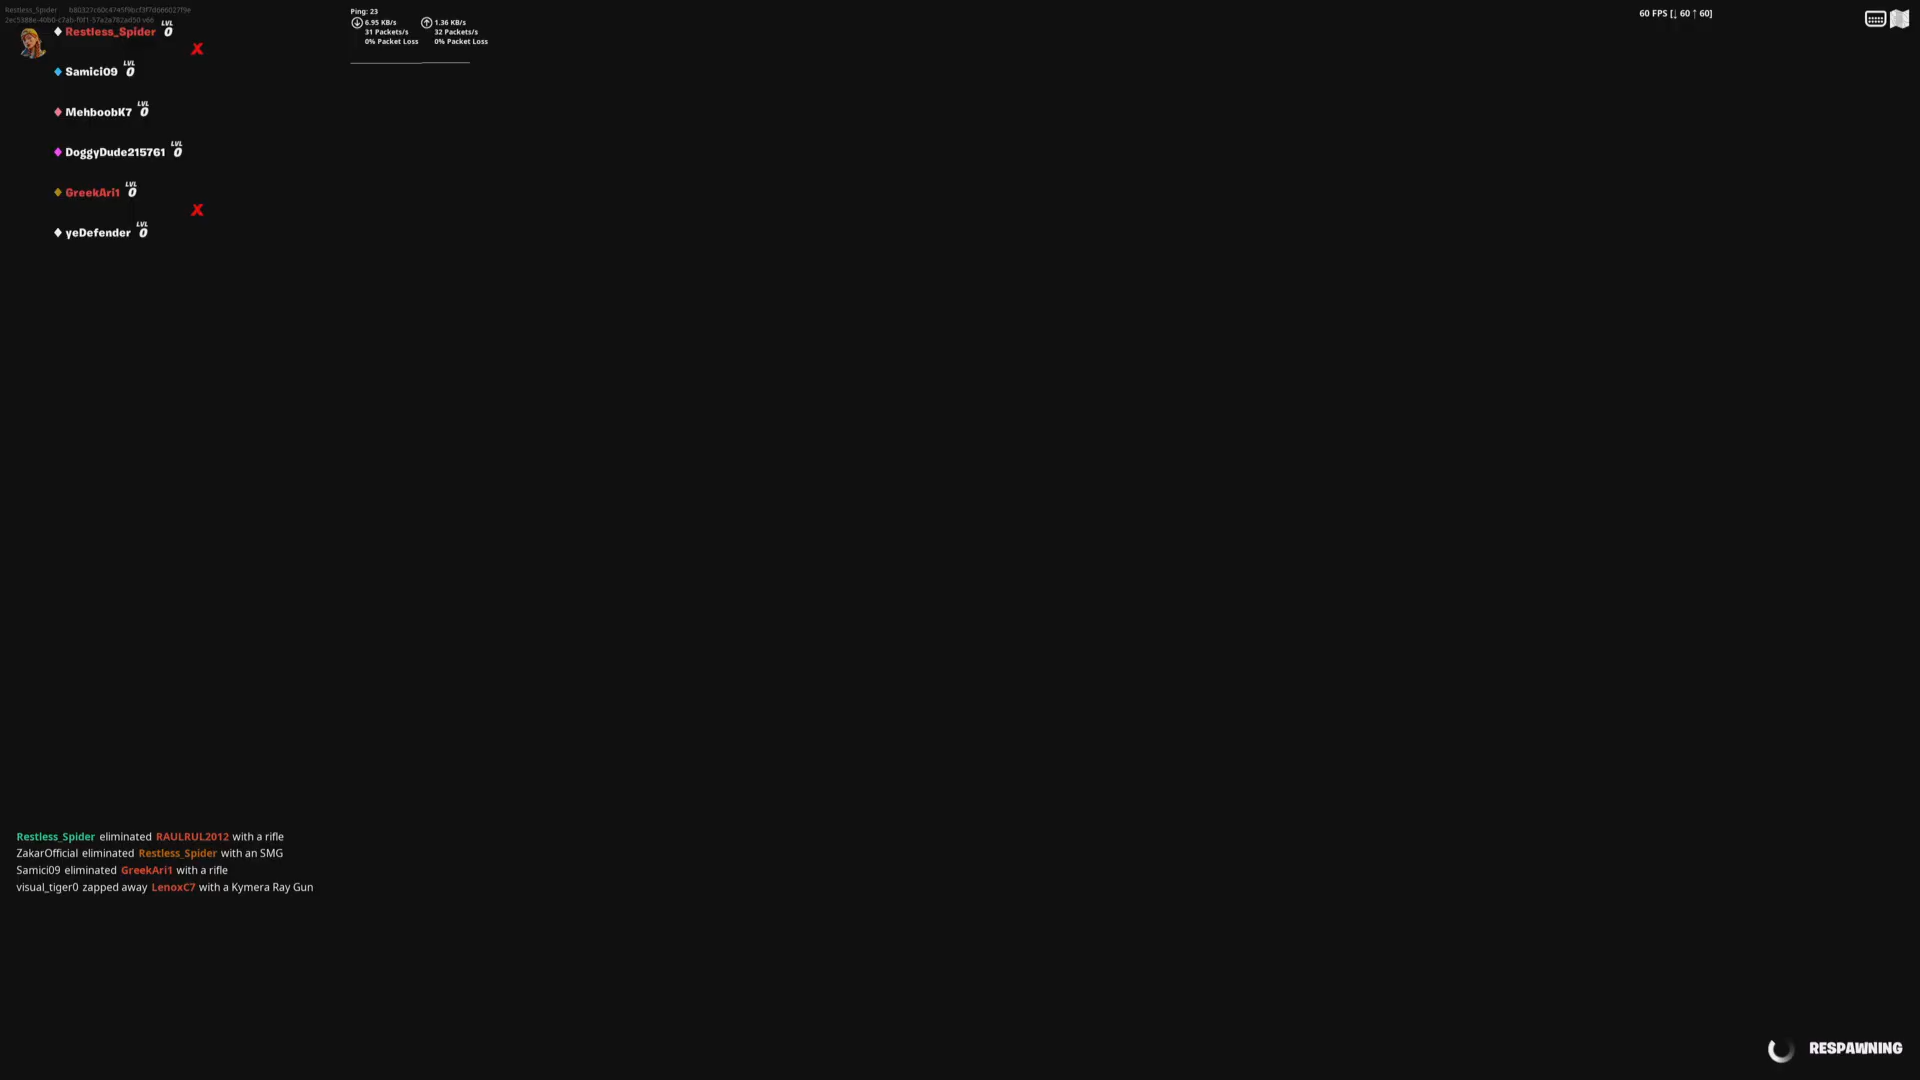 Restless_Spider
Restless_Spider LVL 0
X
Samici09 LVL 0
MehboobK7 LVL 0
DoggyDude215761 LVL 0
GreekAri1 LVL 0
X
yeDefender LVL 0
Ping: 23
6.95 KB/s 1.36 KB/s
31 Packets/s 32 Packets/s
0% Packet Loss 0% Packet Loss
60 FPS [↓ 60 ↑ 60]
Restless_Spider eliminated RAULRUL2012 with a rifle
ZakarOfficial eliminated Restless_Spider with an SMG
Samici09 eliminated GreekAri1 with a rifle
visual_tiger0 zapped away LenoxC7 with a Kymera Ray Gun
RESPAWNING